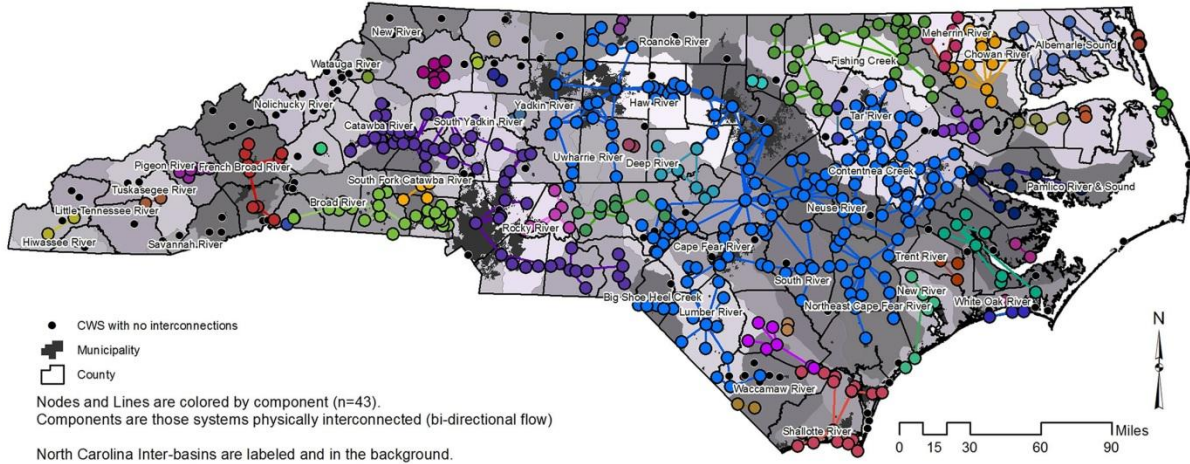 New River
Roanoke River
Meherrin River
Chowan River
Albemarle Sound
Fishing Creek
Watauga River
Nolichucky River
Yadkin River
Haw River
Tar River
Catawba River
South Yadkin River
Pigeon River
French Broad River
Uwharrie River
Deep River
Contentnea Creek
Tuskasegee River
South Fork Catawba River
Pamlico River & Sound
Little Tennessee River
Broad River
Neuse River
Hiwassee River
Savannah River
Rocky River
Cape Fear River
Trent River
South River
New River
Big Shoe Heel Creek
Northeast Cape Fear River
White Oak River
Lumber River
Waccamaw River
Shallotte River
CWS with no interconnections
Municipality
County
Nodes and Lines are colored by component (n=43).
Components are those systems physically interconnected (bi-directional flow)
North Carolina Inter-basins are labeled and in the background.
N
Miles
0 15 30 60 90